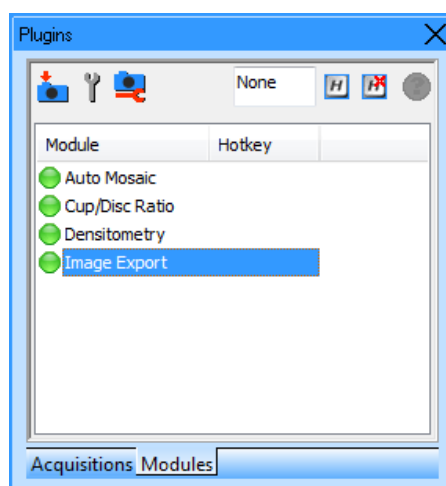 Plugins
None
H H
Module Hotkey
Auto Mosaic
Cup/Disc Ratio
Densitometry
Image Export
Acquisitions Modules